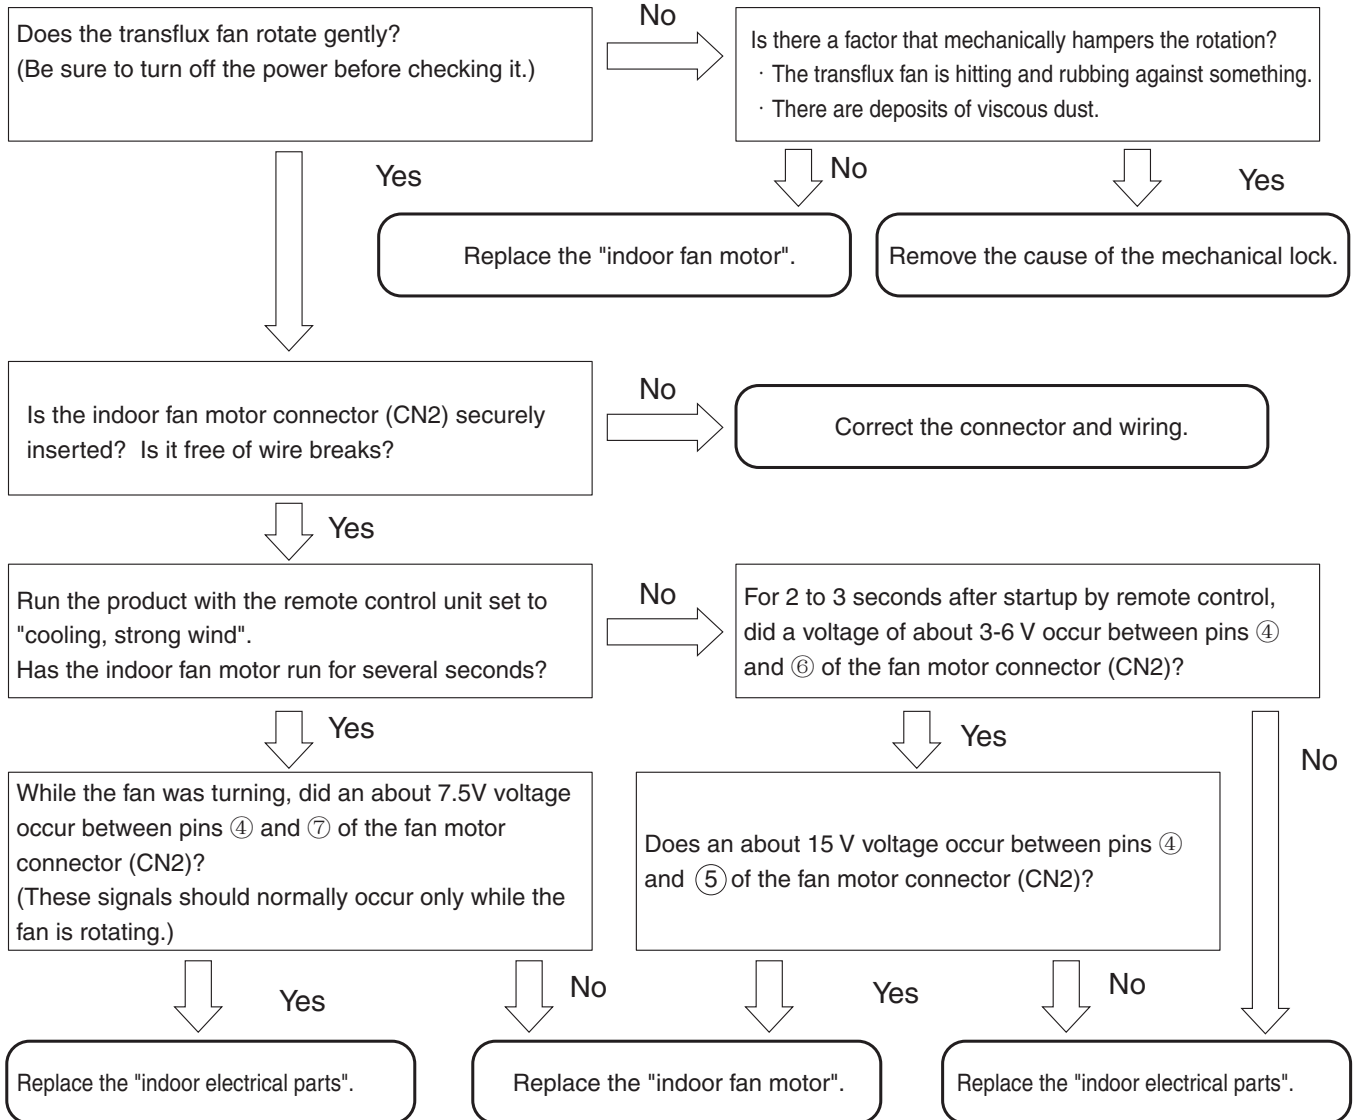 Does the transflux fan rotate gently?
(Be sure to turn off the power before checking it.)
No
Is there a factor that mechanically hampers the rotation?
· The transflux fan is hitting and rubbing against something.
· There are deposits of viscous dust.
Yes
No
Yes
Replace the "indoor fan motor".
Remove the cause of the mechanical lock.
Is the indoor fan motor connector (CN2) securely
inserted?  Is it free of wire breaks?
No
Correct the connector and wiring.
Yes
Run the product with the remote control unit set to
"cooling, strong wind".
Has the indoor fan motor run for several seconds?
No
For 2 to 3 seconds after startup by remote control,
did a voltage of about 3-6 V occur between pins ④
and ⑥ of the fan motor connector (CN2)?
Yes
Yes
No
While the fan was turning, did an about 7.5V voltage
occur between pins ④ and ⑦ of the fan motor
connector (CN2)?
(These signals should normally occur only while the
fan is rotating.)
Does an about 15 V voltage occur between pins ④
and ⑤ of the fan motor connector (CN2)?
Yes
No
Yes
No
Replace the "indoor electrical parts".
Replace the "indoor fan motor".
Replace the "indoor electrical parts".